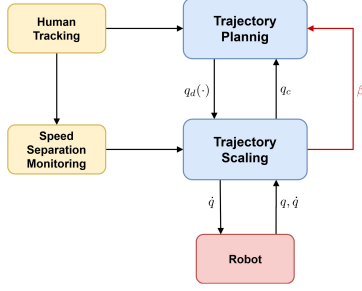 Human
Tracking
Trajectory
Plannig
q_d(·)
q_c
Speed
Separation
Monitoring
Trajectory
Scaling
q̇
q, q̇
Robot